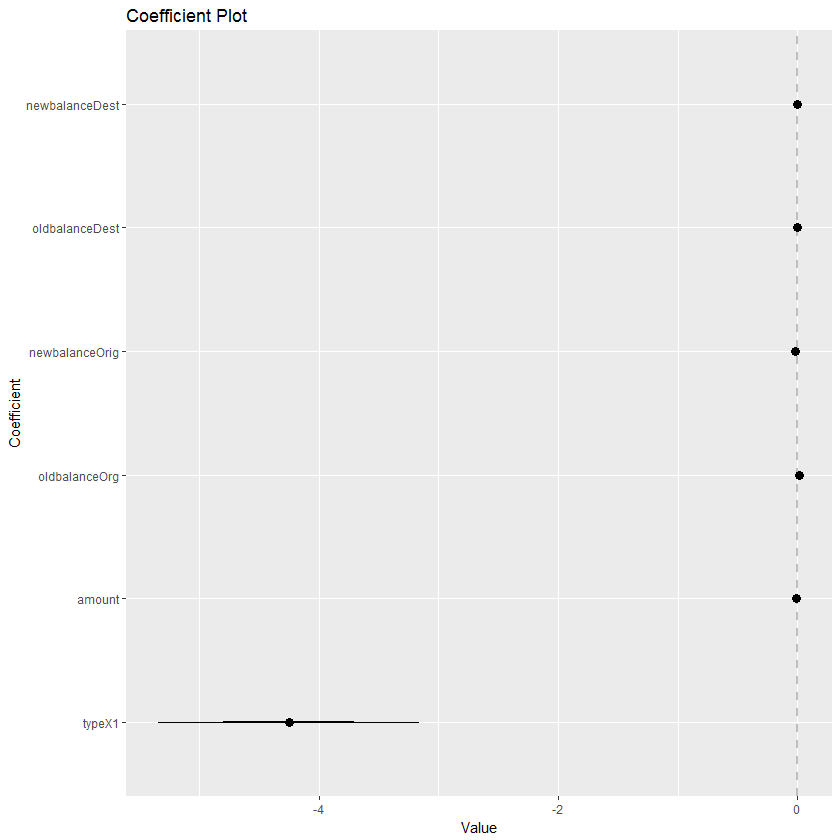 Coefficient Plot
newbalanceDest
oldbalanceDest
newbalanceOrig
oldbalanceOrg
amount
typeX1
Coefficient
-4
-2
0
Value